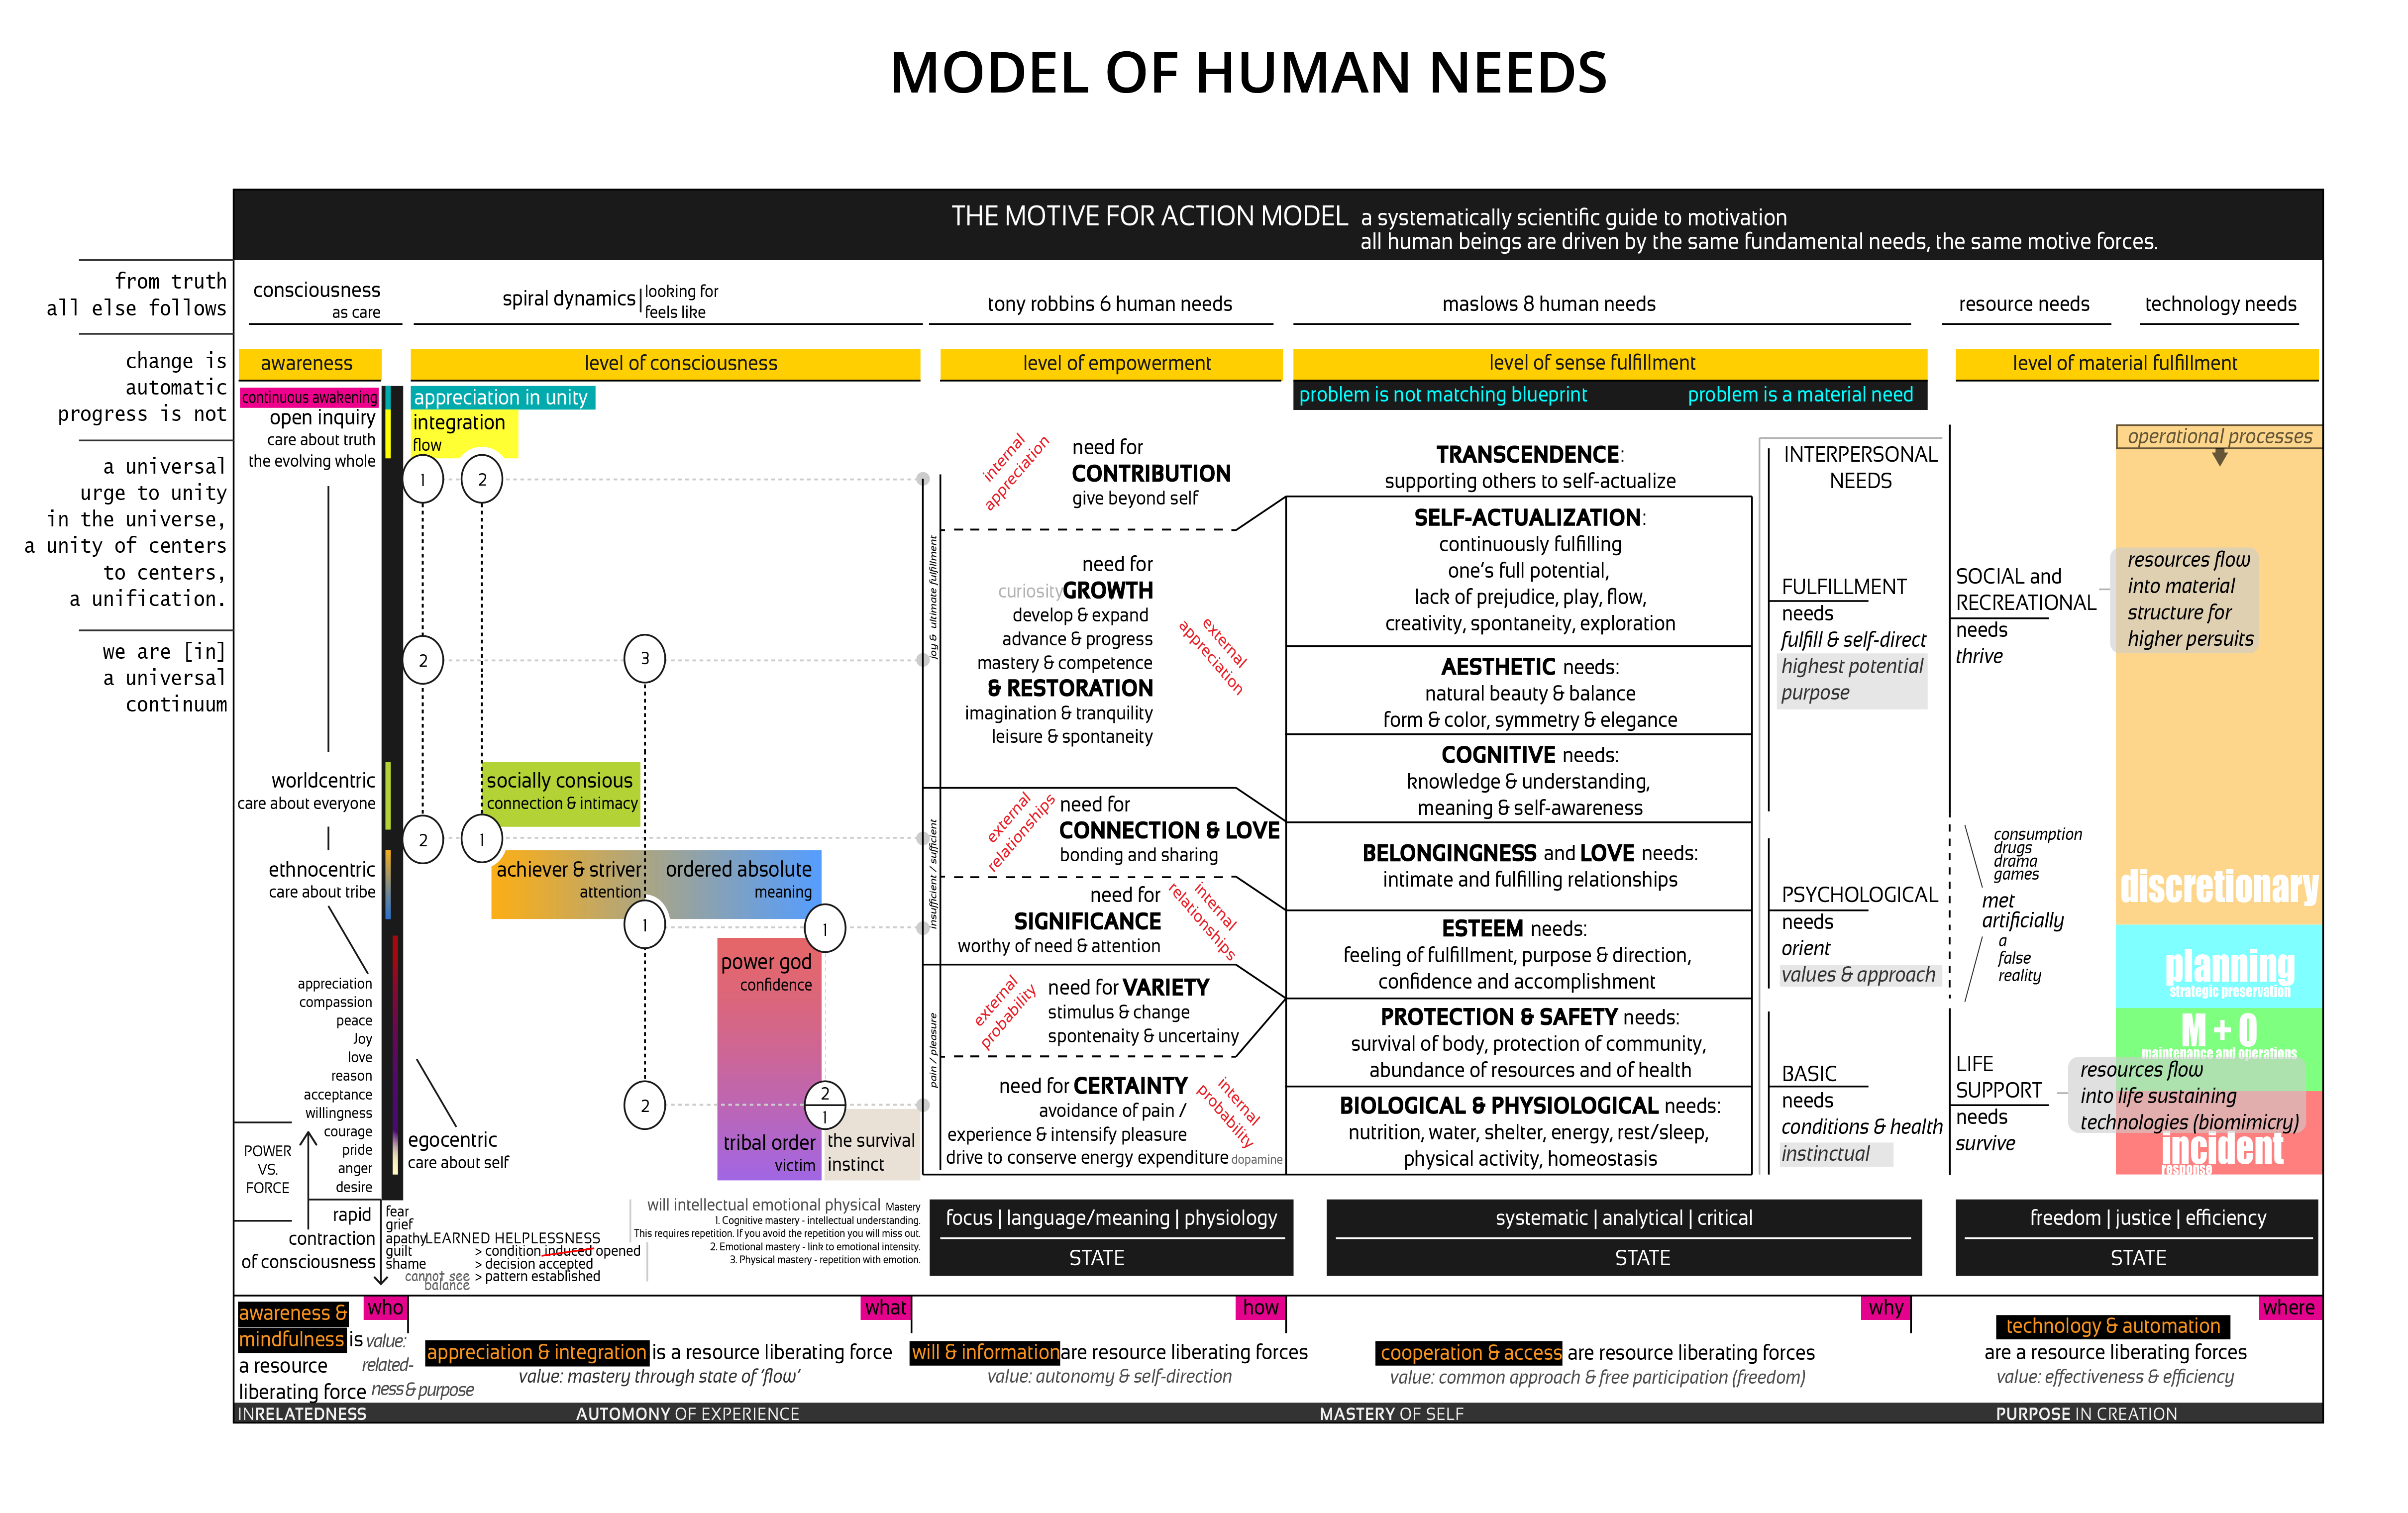 MODEL OF HUMAN NEEDS
THE MOTIVE FOR ACTION MODEL
a systematically scientific guide to motivation
all human beings are driven by the same fundamental needs, the same motive forces.
from truth
all else follows
change is
automatic
progress is not
a universal
urge to unity
in the universe,
a unity of centers
to centers,
a unification.
we are [in]
a universal
continuum
consciousness
as care
spiral dynamics
looking for
feels like
tony robbins 6 human needs
maslows 8 human needs
resource needs
technology needs
awareness
level of consciousness
level of empowerment
level of sense fulfillment
level of material fulfillment
problem is not matching blueprint
problem is a material need
continuous awakening
open inquiry
care about truth
the evolving whole
worldcentric
care about everyone
ethnocentric
care about tribe
appreciation
compassion
peace
Joy
love
reason
acceptance
willingness
courage
pride
anger
desire
egocentric
care about self
POWER
VS.
FORCE
rapid
contraction
of consciousness
fear
grief
apathy
guilt
shame
LEARNED HELPLESSNESS
> condition induced opened
> decision accepted
> pattern established
cannot see
balance
appreciation in unity
integration
flow
1
2
2
3
2
1
socially consious
connection & intimacy
achiever & striver
attention
ordered absolute
meaning
1
1
power god
confidence
2
2
1
tribal order
victim
the survival
instinct
will intellectual emotional physical Mastery
1. Cognitive mastery - intellectual understanding.
This requires repetition. If you avoid the repetition you will miss out.
2. Emotional mastery - link to emotional intensity.
3. Physical mastery - repetition with emotion.
joy & ultimate fulfillment
insufficient / sufficient
pain / pleasure
internal
appreciation
need for
CONTRIBUTION
give beyond self
need for
curiosity GROWTH
develop & expand
advance & progress
mastery & competence
& RESTORATION
imagination & tranquility
leisure & spontaneity
external
appreciation
external
relationships
need for
CONNECTION & LOVE
bonding and sharing
need for
SIGNIFICANCE
worthy of need & attention
internal
relationships
external
probability
need for VARIETY
stimulus & change
spontenaity & uncertainy
need for CERTAINTY
avoidance of pain /
experience & intensify pleasure
drive to conserve energy expenditure dopamine
internal
probability
TRANSCENDENCE:
supporting others to self-actualize
SELF-ACTUALIZATION:
continuously fulfilling
one's full potential,
lack of prejudice, play, flow,
creativity, spontaneity, exploration
AESTHETIC needs:
natural beauty & balance
form & color, symmetry & elegance
COGNITIVE needs:
knowledge & understanding,
meaning & self-awareness
BELONGINGNESS and LOVE needs:
intimate and fulfilling relationships
ESTEEM needs:
feeling of fulfillment, purpose & direction,
confidence and accomplishment
PROTECTION & SAFETY needs:
survival of body, protection of community,
abundance of resources and of health
BIOLOGICAL & PHYSIOLOGICAL needs:
nutrition, water, shelter, energy, rest/sleep,
physical activity, homeostasis
INTERPERSONAL
NEEDS
FULFILLMENT
needs
fulfill & self-direct
highest potential
purpose
PSYCHOLOGICAL
needs
orient
values & approach
BASIC
needs
conditions & health
instinctual
SOCIAL and
RECREATIONAL
needs
thrive
consumption
drugs
drama
games
met
artificially
a
false
reality
LIFE
SUPPORT
needs
survive
operational processes
resources flow
into material
structure for
higher persuits
discretionary
planning
strategic preservation
M + O
maintenance and operations
resources flow
into life sustaining
technologies (biomimicry)
incident
response
focus | language/meaning | physiology
STATE
systematic | analytical | critical
STATE
freedom | justice | efficiency
STATE
who
what
how
why
where
awareness &
mindfulness is
a resource
liberating force
value:
related-
ness & purpose
appreciation & integration is a resource liberating force
value: mastery through state of 'flow'
will & information are resource liberating forces
value: autonomy & self-direction
cooperation & access are resource liberating forces
value: common approach & free participation (freedom)
technology & automation
are a resource liberating forces
value: effectiveness & efficiency
INRELATEDNESS
AUTOMONY OF EXPERIENCE
MASTERY OF SELF
PURPOSE IN CREATION